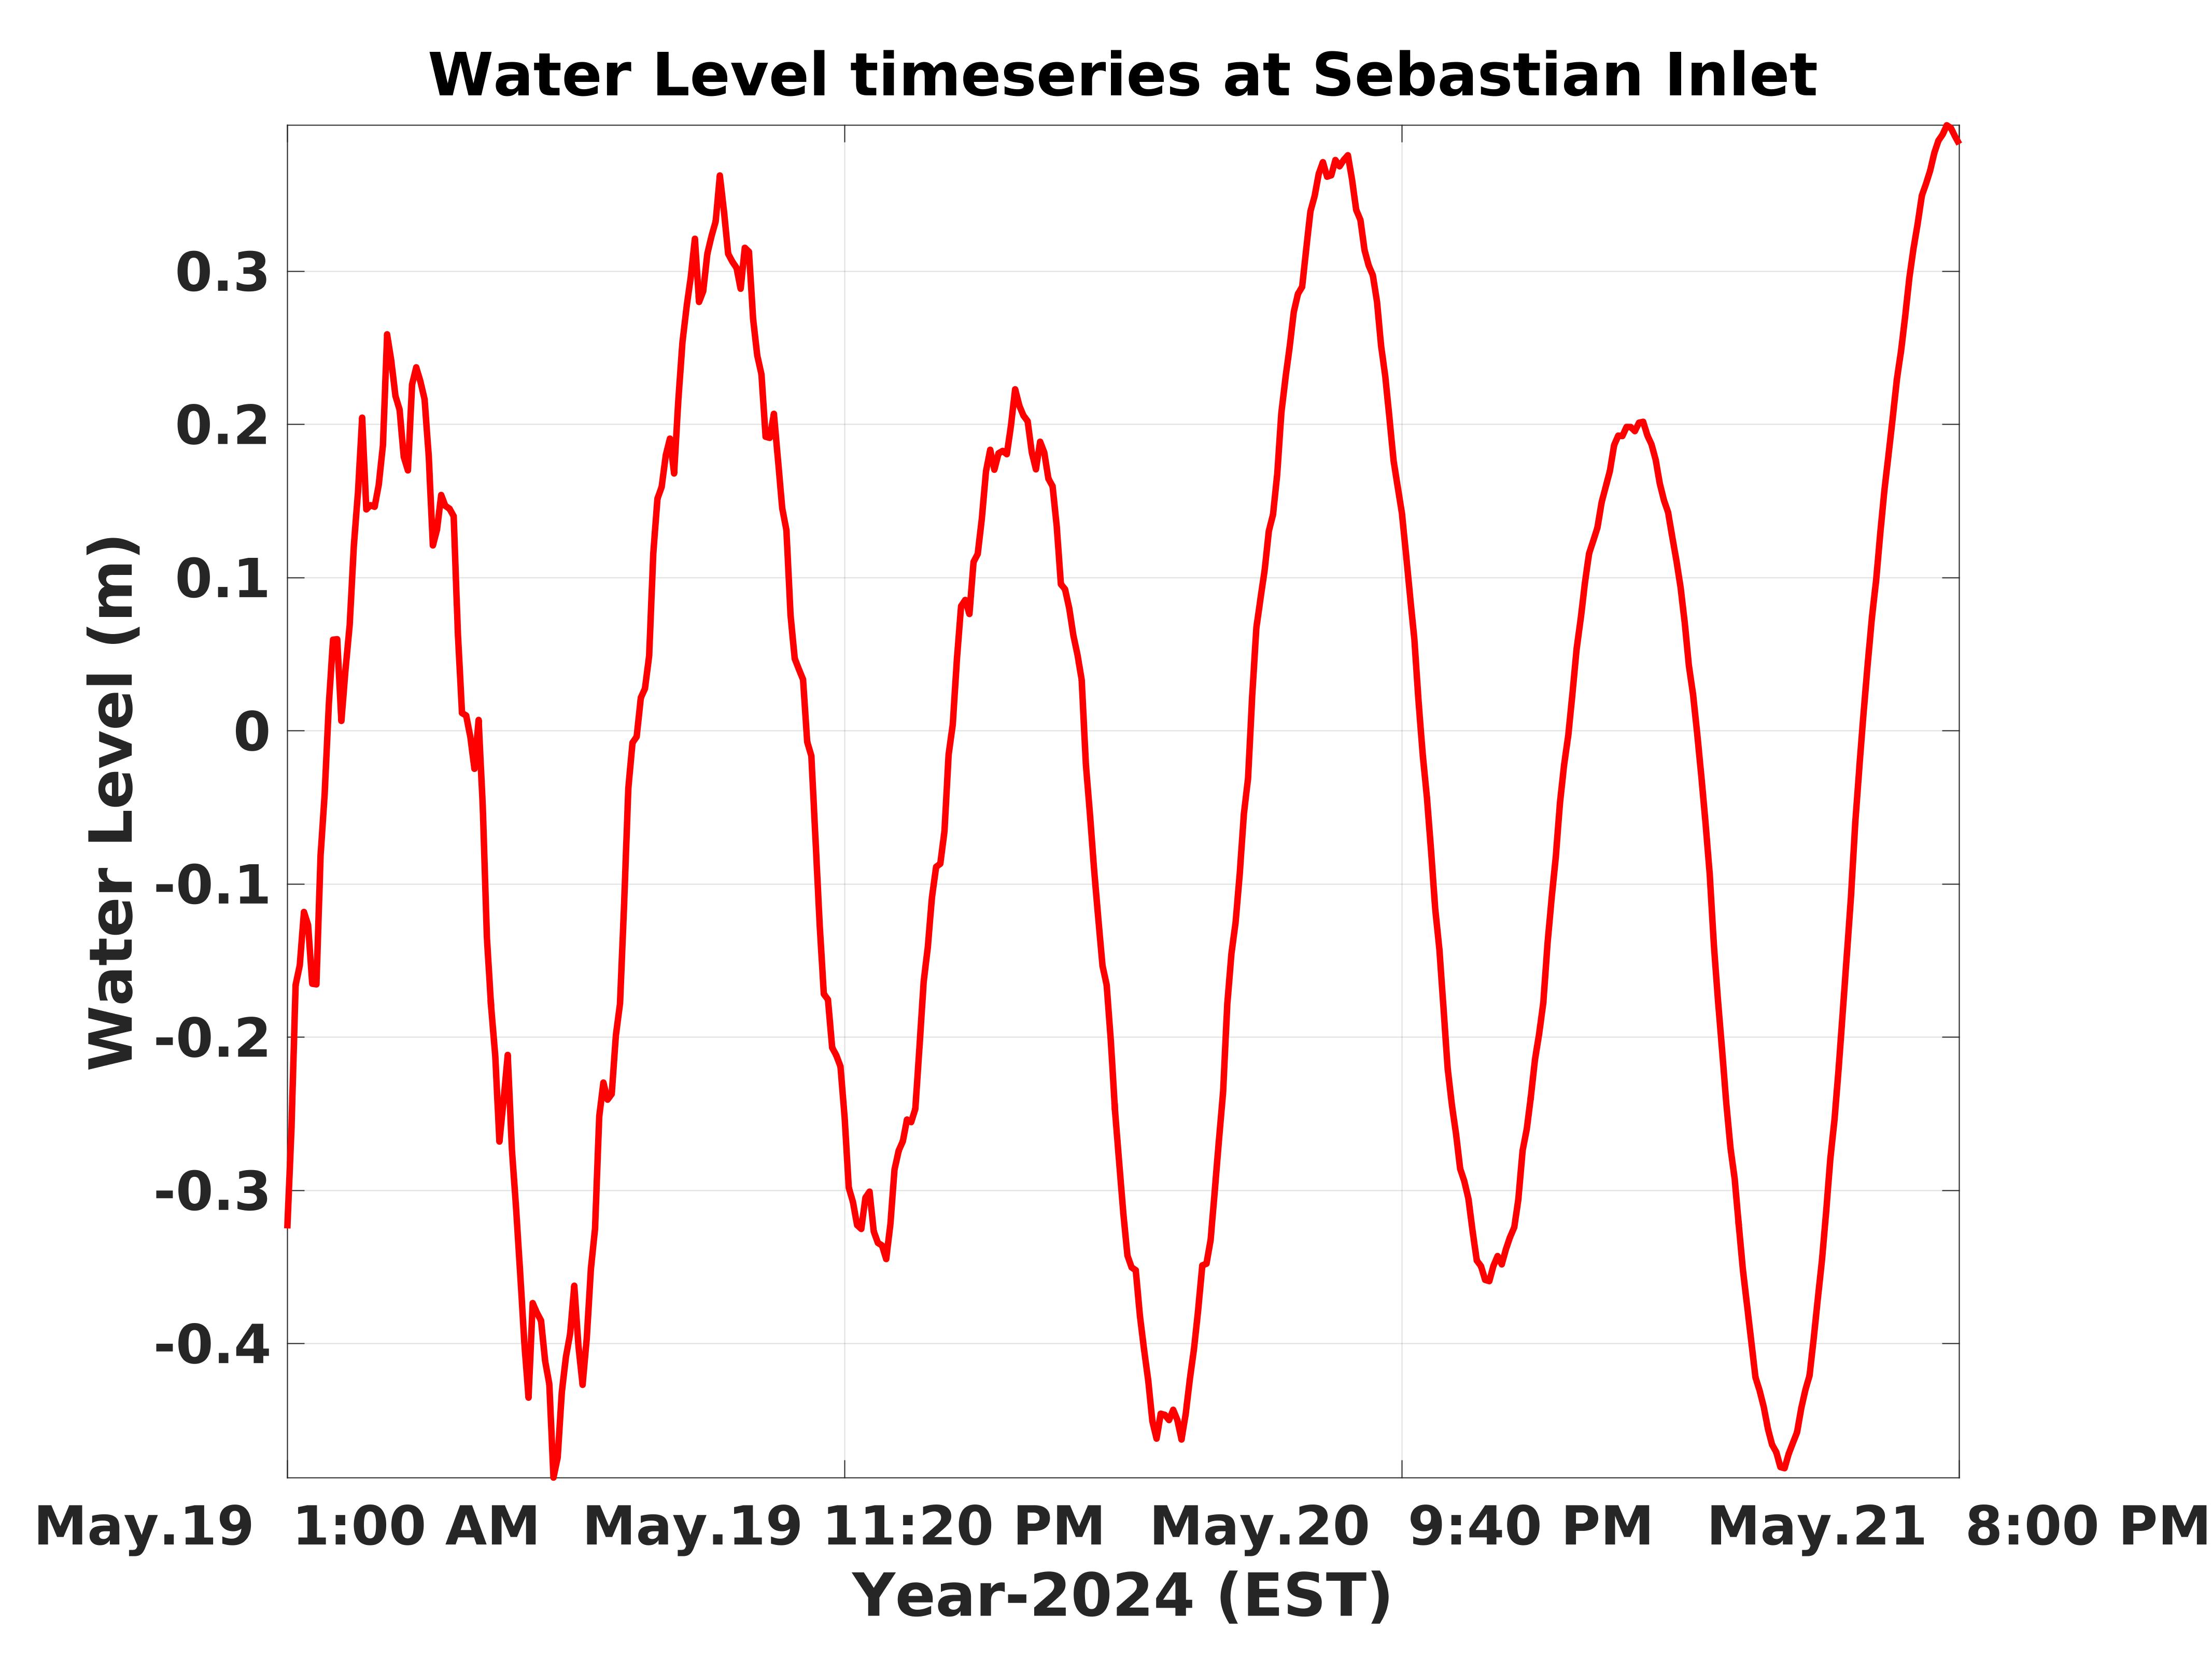 Water Level timeseries at Sebastian Inlet
Water Level (m)
0.3
0.2
0.1
0
-0.1
-0.2
-0.3
-0.4
May.19 1:00 AM May.19 11:20 PM May.20 9:40 PM May.21 8:00 PM
Year-2024 (EST)